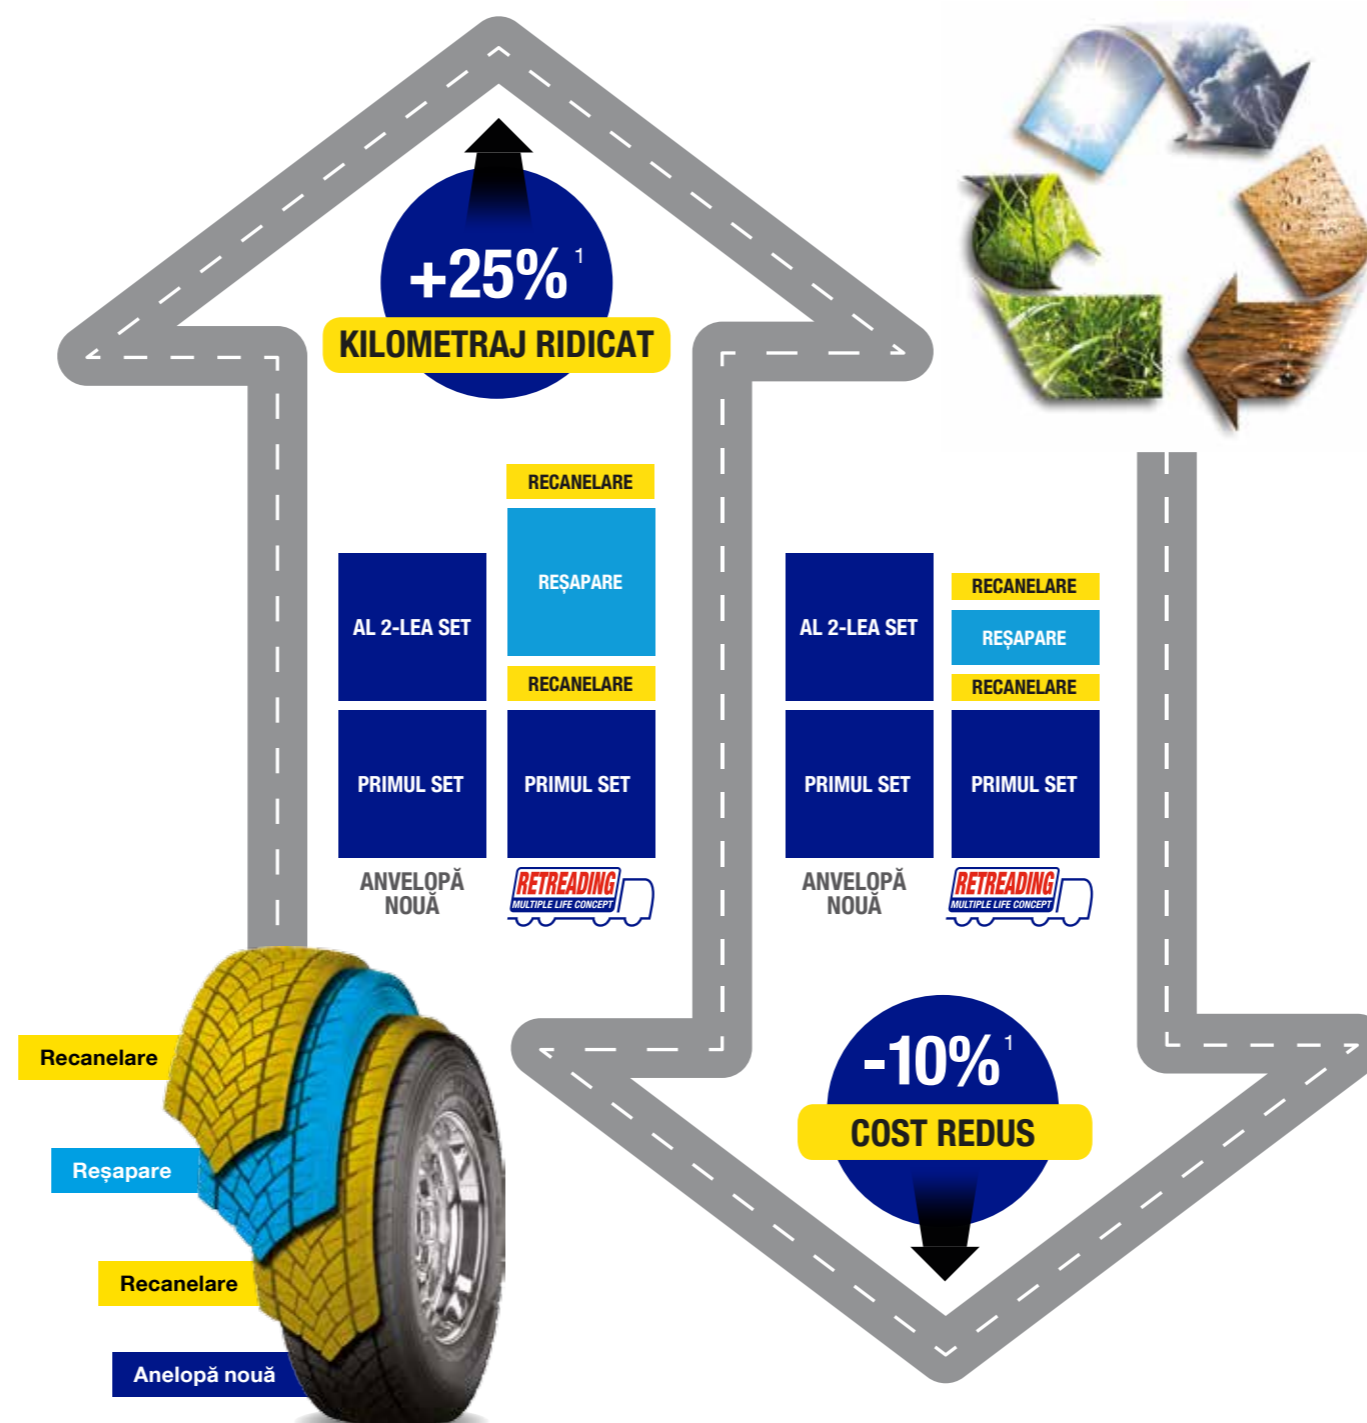 +25% 1
KILOMETRAJ RIDICAT
RECANELARE
REȘAPARE
AL 2-LEA SET
RECANELARE
PRIMUL SET
PRIMUL SET
ANVELOPĂ
NOUĂ
RETREADING
MULTIPLE LIFE CONCEPT
AL 2-LEA SET
RECANELARE
REȘAPARE
RECANELARE
PRIMUL SET
PRIMUL SET
ANVELOPĂ
NOUĂ
RETREADING
MULTIPLE LIFE CONCEPT
-10% 1
COST REDUS
Recanelare
Reșapare
Recanelare
Anelopă nouă